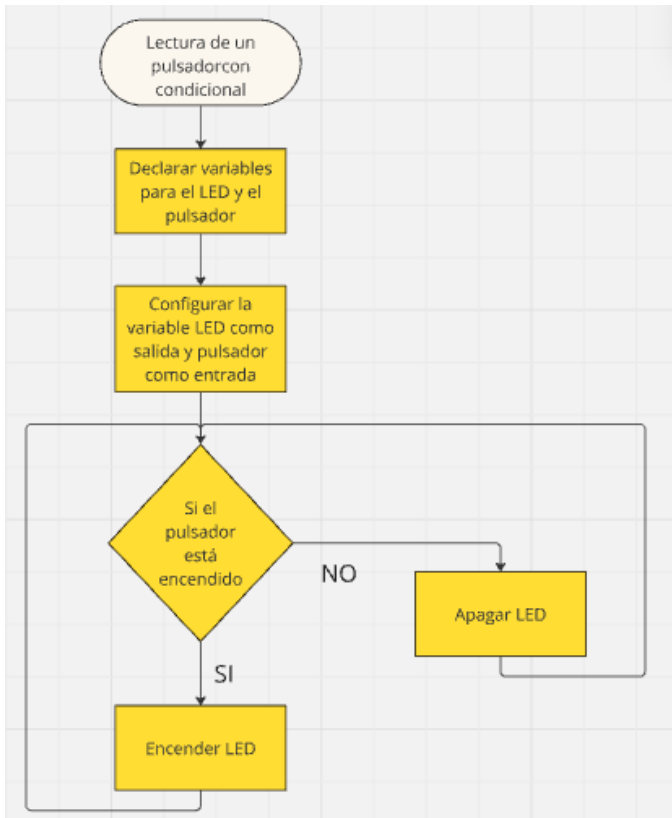 Lectura de un
pulsadorcon
condicional
Declarar variables
para el LED y el
pulsador
Configurar la
variable LED como
salida y pulsador
como entrada
Si el
pulsador
está
encendido
NO
Apagar LED
SI
Encender LED